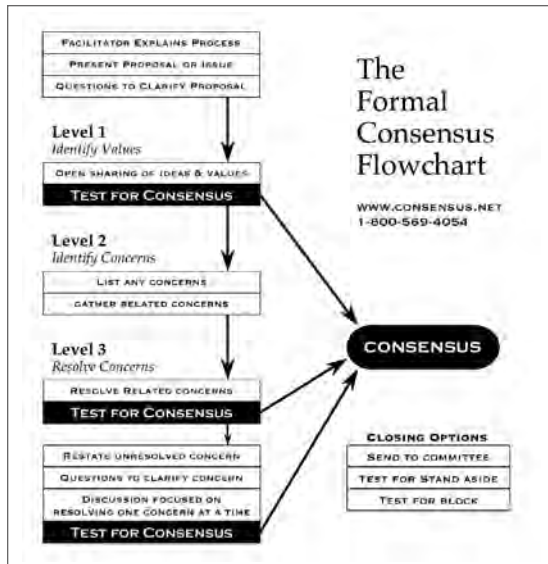 FACILITATOR EXPLAINS PROCESS
PRESENT PROPOSAL OR ISSUE
QUESTIONS TO CLARIFY PROPOSAL
The
Formal
Consensus
Flowchart
WWW.CONSENSUS.NET
1-800-569-4054
Level 1
Identify Values
OPEN SHARING OF IDEAS & VALUES
TEST FOR CONSENSUS
Level 2
Identify Concerns
LIST ANY CONCERNS
GATHER RELATED CONCERNS
CONSENSUS
Level 3
Resolve Concerns
RESOLVE RELATED CONCERNS
TEST FOR CONSENSUS
RESTATE UNRESOLVED CONCERN
QUESTIONS TO CLARIFY CONCERN
DISCUSSION FOCUSED ON
RESOLVING ONE CONCERN AT A TIME
TEST FOR CONSENSUS
CLOSING OPTIONS
SEND TO COMMITTEE
TEST FOR STAND ASIDE
TEST FOR BLOCK